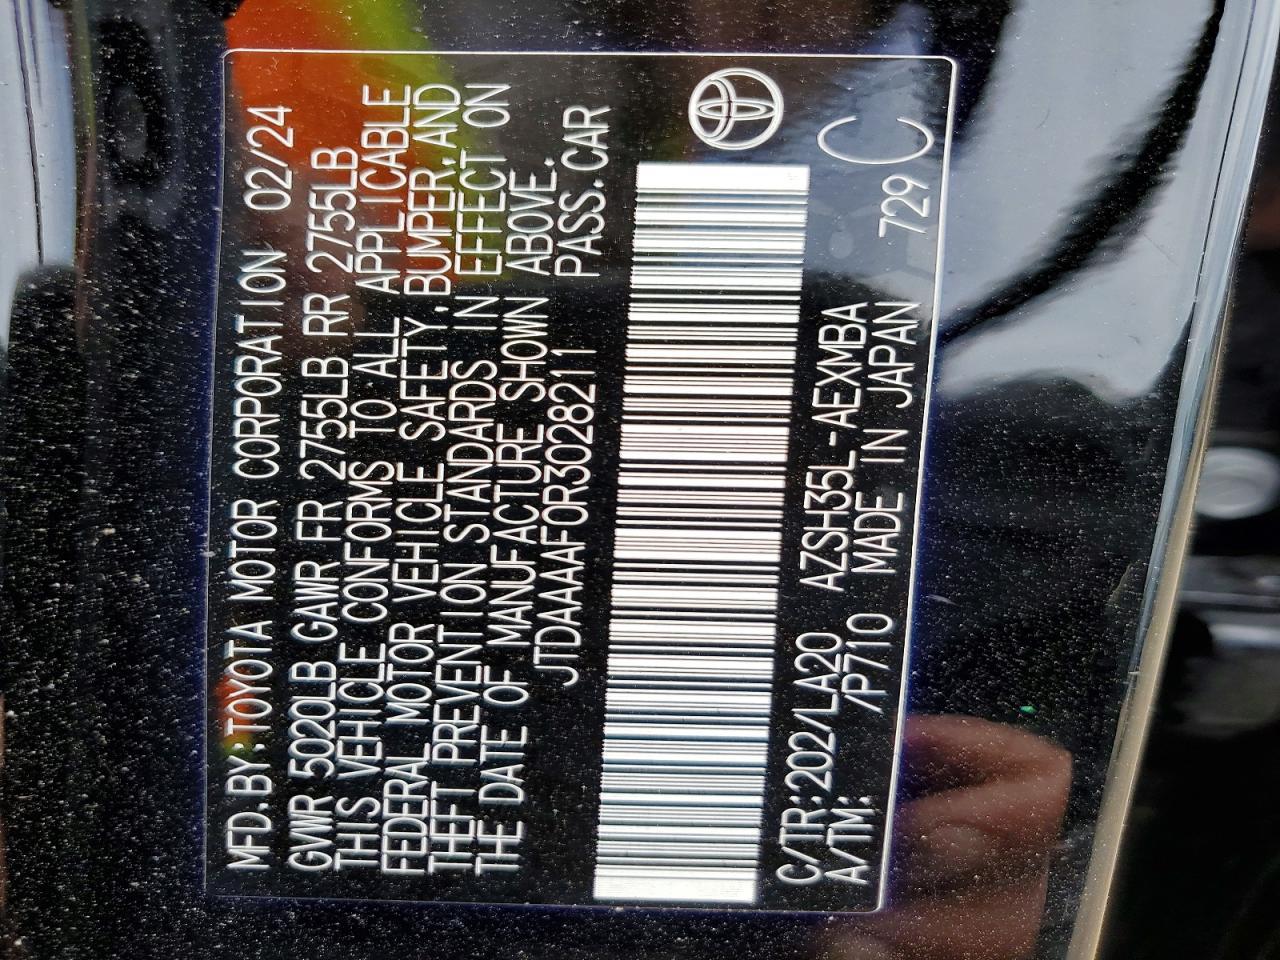 MFD.BY:TOYOTA MOTOR CORPORATION 02/24
GVWR 5020LB GAWR FR 2755LB RR 2755LB
THIS VEHICLE CONFORMS TO ALL APPLICABLE
FEDERAL MOTOR VEHICLE SAFETY,BUMPER,AND
THEFT PREVENTION STANDARDS IN EFFECT ON
THE DATE OF MANUFACTURE SHOWN ABOVE.
JTDAAAAF0R3028211 PASS.CAR
C/TR:202/LA20 AZSH35L-AEXMBA C
A/TM: /P710 MADE IN JAPAN 729